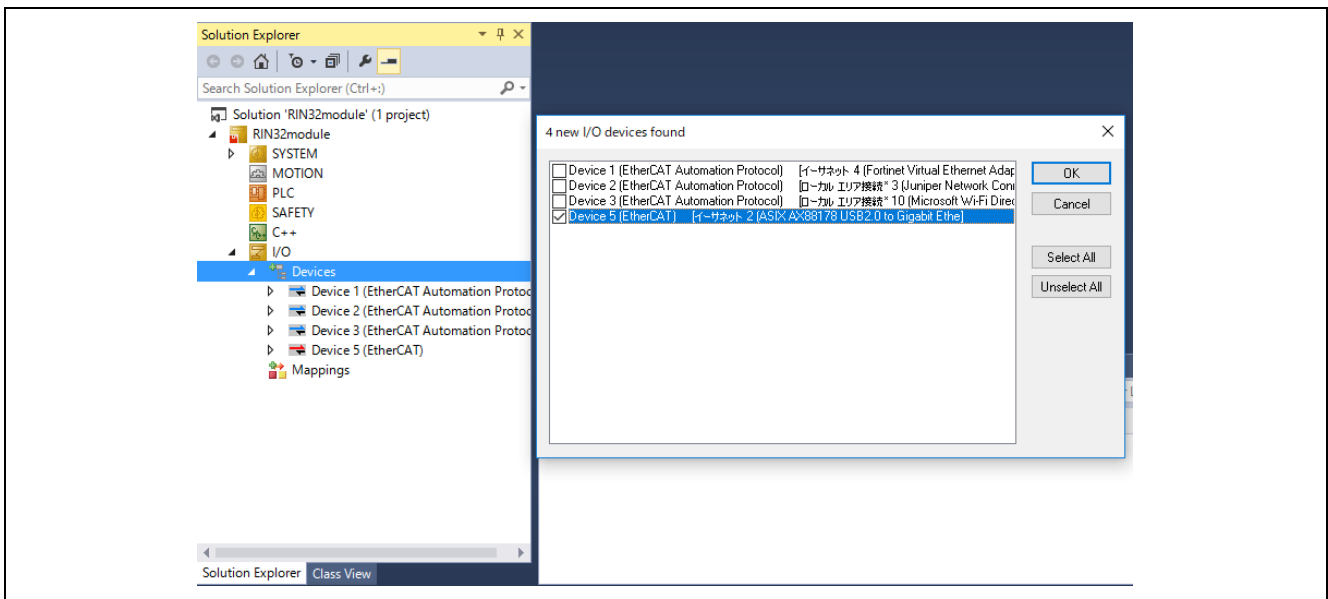 Solution Explorer
Search Solution Explorer (Ctrl+:)
Solution 'RIN32module' (1 project)
RIN32module
SYSTEM
MOTION
PLC
SAFETY
C++
I/O
Devices
Device 1 (EtherCAT Automation Protoc
Device 2 (EtherCAT Automation Protoc
Device 3 (EtherCAT Automation Protoc
Device 5 (EtherCAT)
Mappings
Solution Explorer Class View
4 new I/O devices found
Device 1 (EtherCAT Automation Protocol) [イーサネット 4 (Fortinet Virtual Ethernet Adap
Device 2 (EtherCAT Automation Protocol) [ローカル エリア接続* 3 (Juniper Network Conn
Device 3 (EtherCAT Automation Protocol) [ローカル エリア接続* 10 (Microsoft Wi-Fi Direc
Device 5 (EtherCAT) [イーサネット 2 (ASIX AX88178 USB2.0 to Gigabit Ethe]
OK
Cancel
Select All
Unselect All